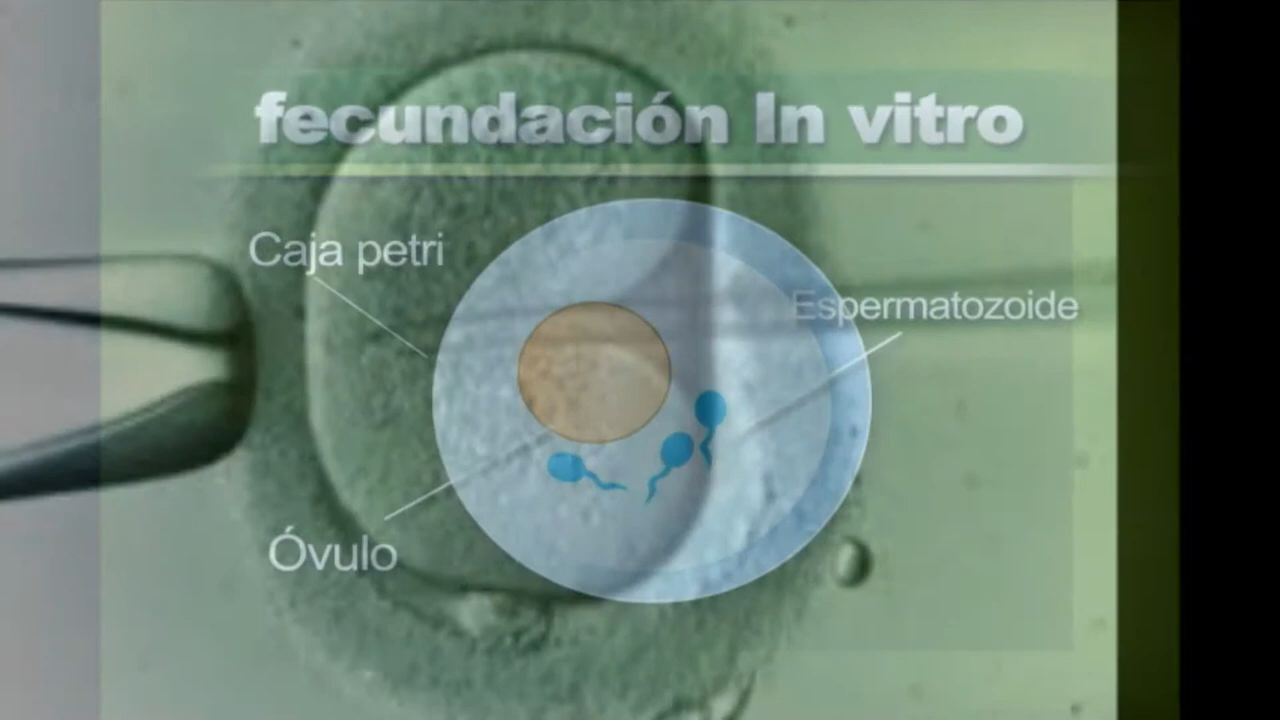 fecundación In vitro
Caja petri
Espermatozoide
Óvulo